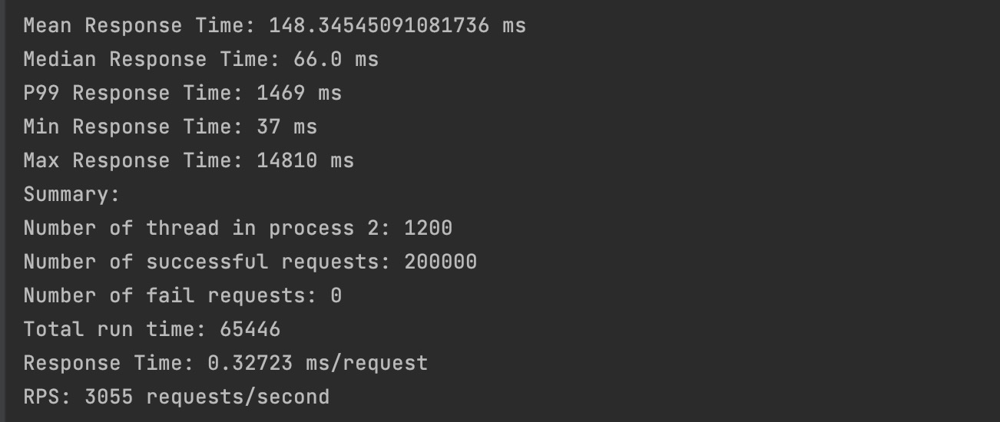 Mean Response Time: 148.34545091081736 ms
Median Response Time: 66.0 ms
P99 Response Time: 1469 ms
Min Response Time: 37 ms
Max Response Time: 14810 ms
Summary:
Number of thread in process 2: 1200
Number of successful requests: 200000
Number of fail requests: 0
Total run time: 65446
Response Time: 0.32723 ms/request
RPS: 3055 requests/second